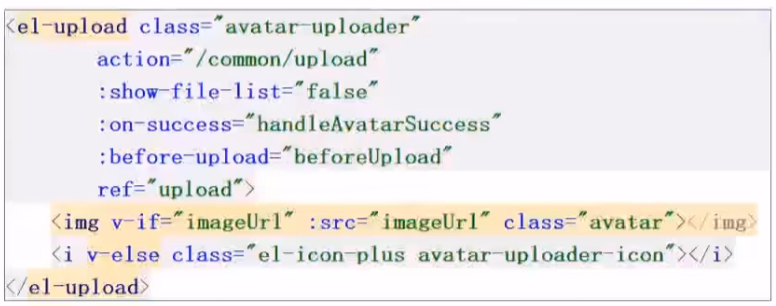 <el-upload class="avatar-uploader"
action="/common/upload"
:show-file-list="false"
:on-success="handleAvatarSuccess"
:before-upload="beforeUpload"
ref="upload">
<img v-if="imageUrl" :src="imageUrl" class="avatar"></img>
<i v-else class="el-icon-plus avatar-uploader-icon"></i>
</el-upload>